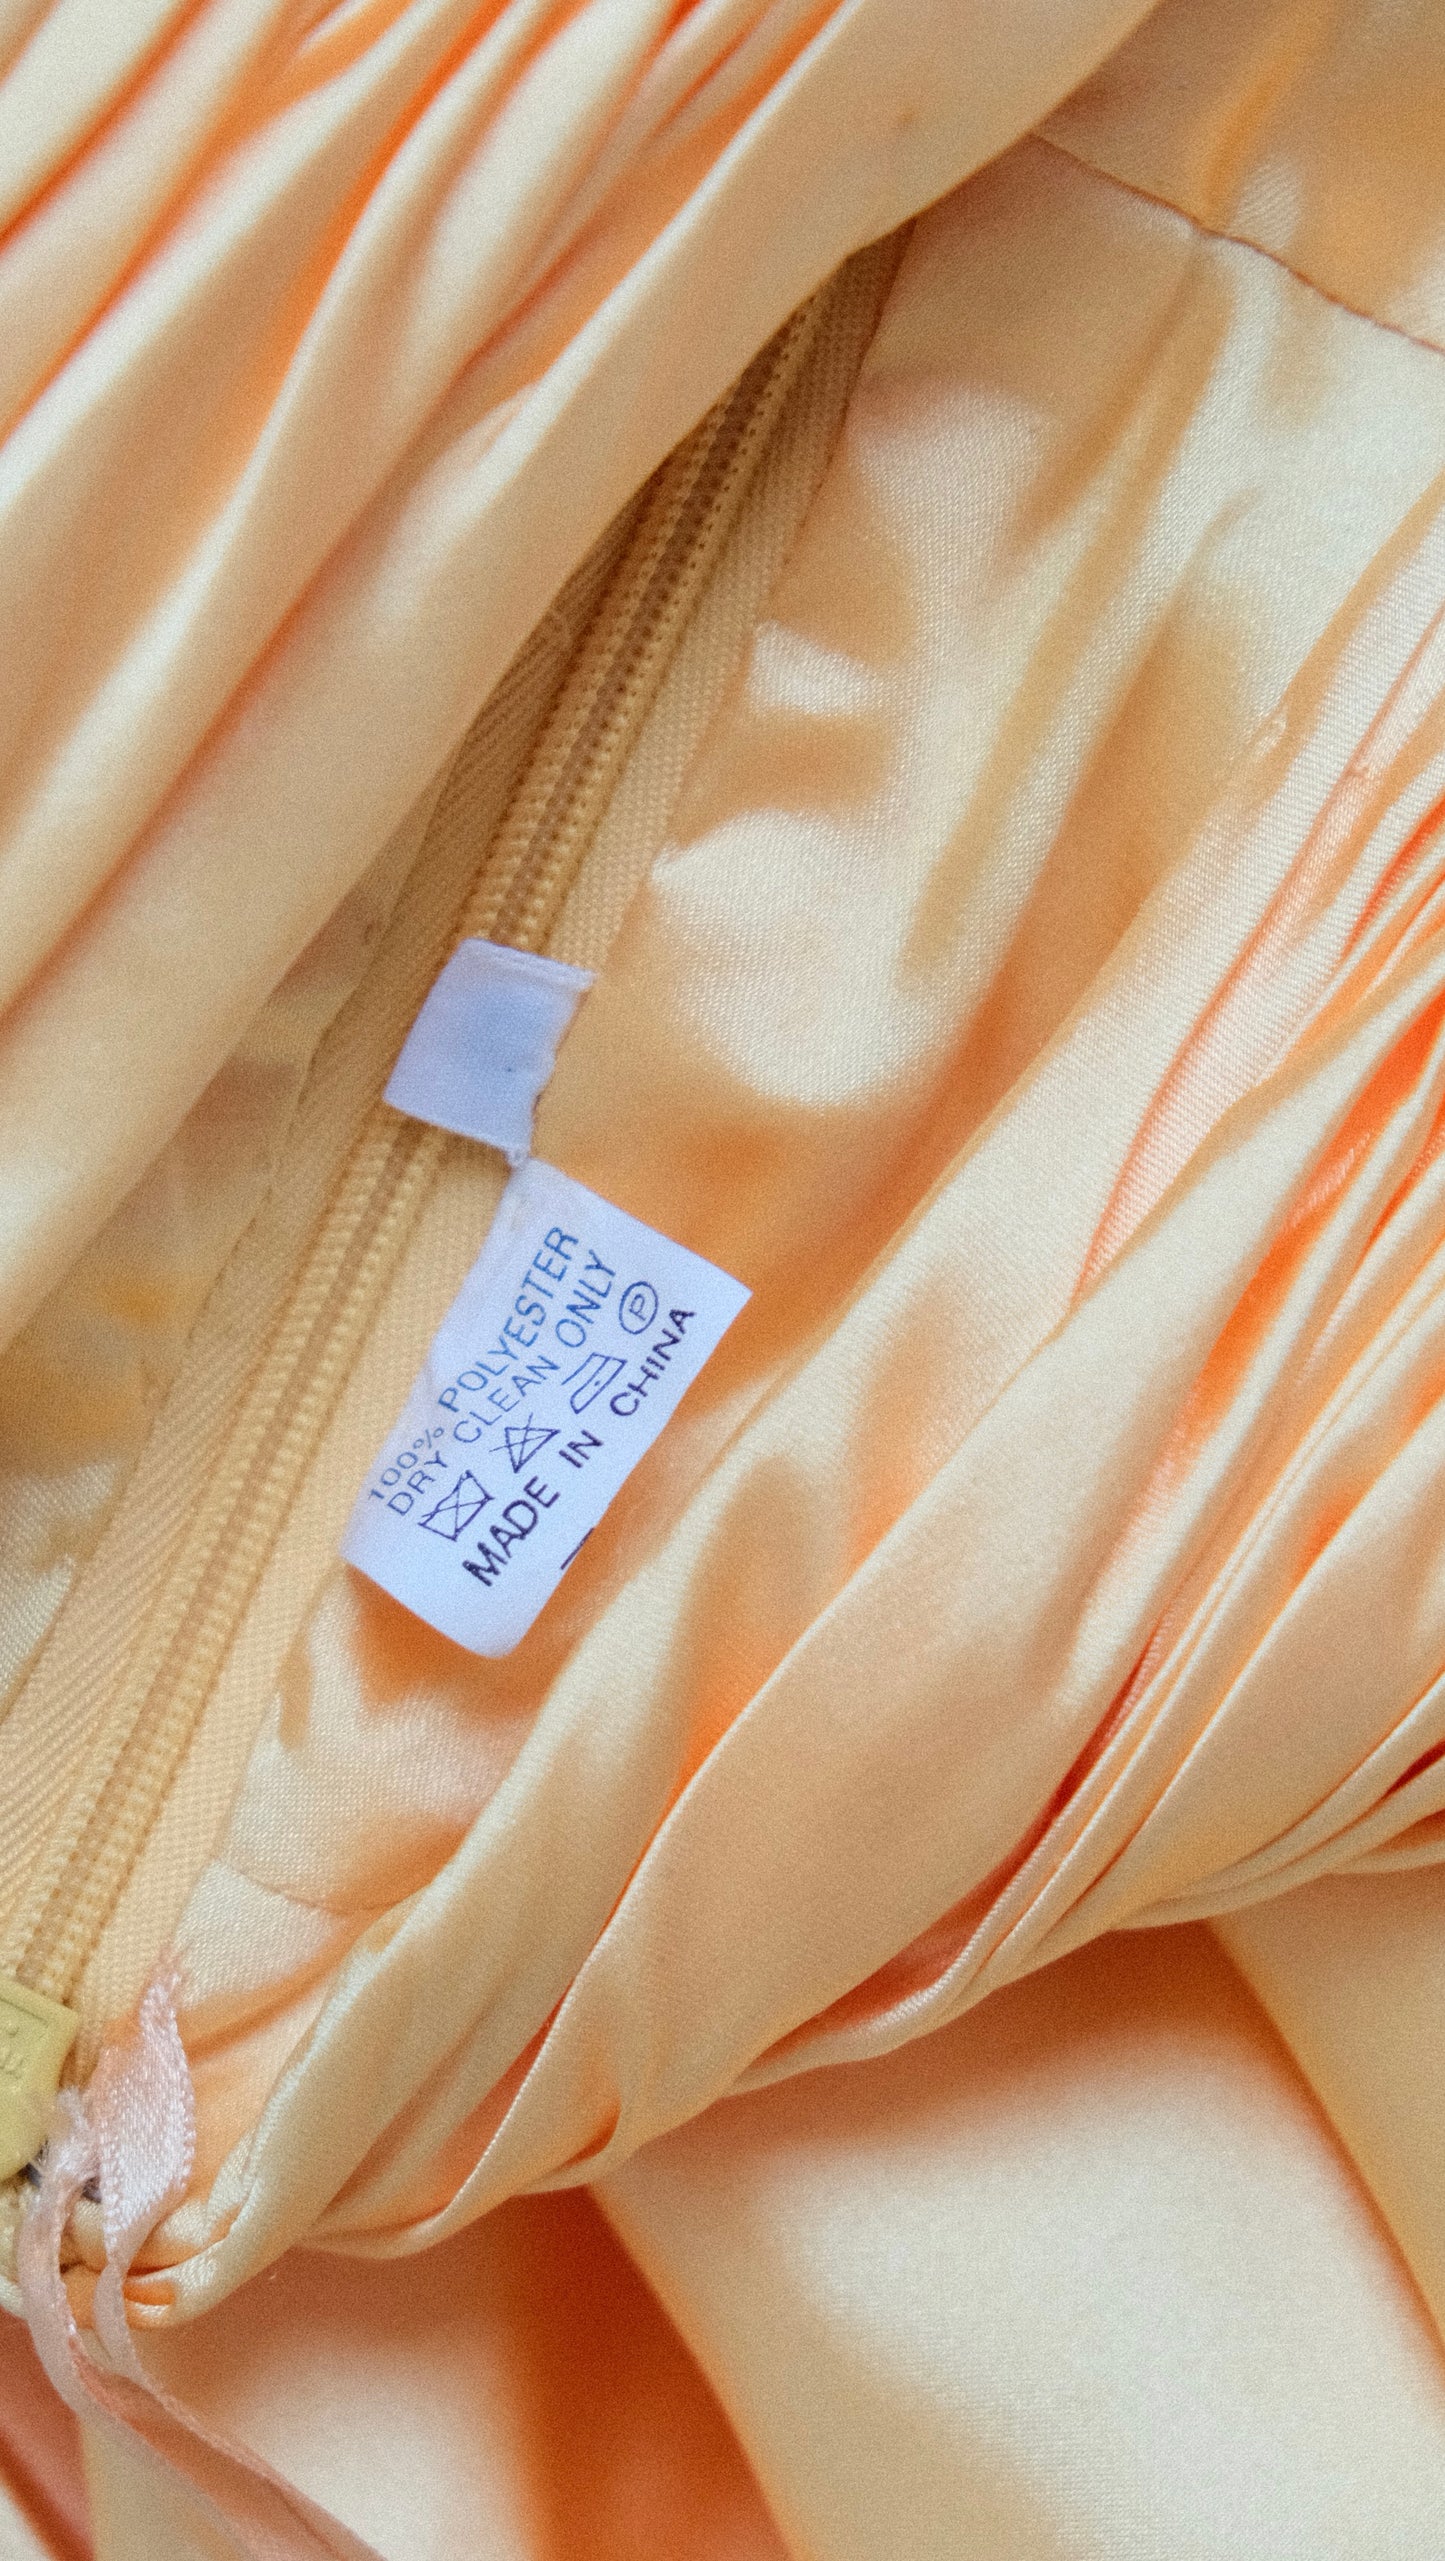 100% POLYESTER
DRY CLEAN ONLY
P
MADE IN CHINA